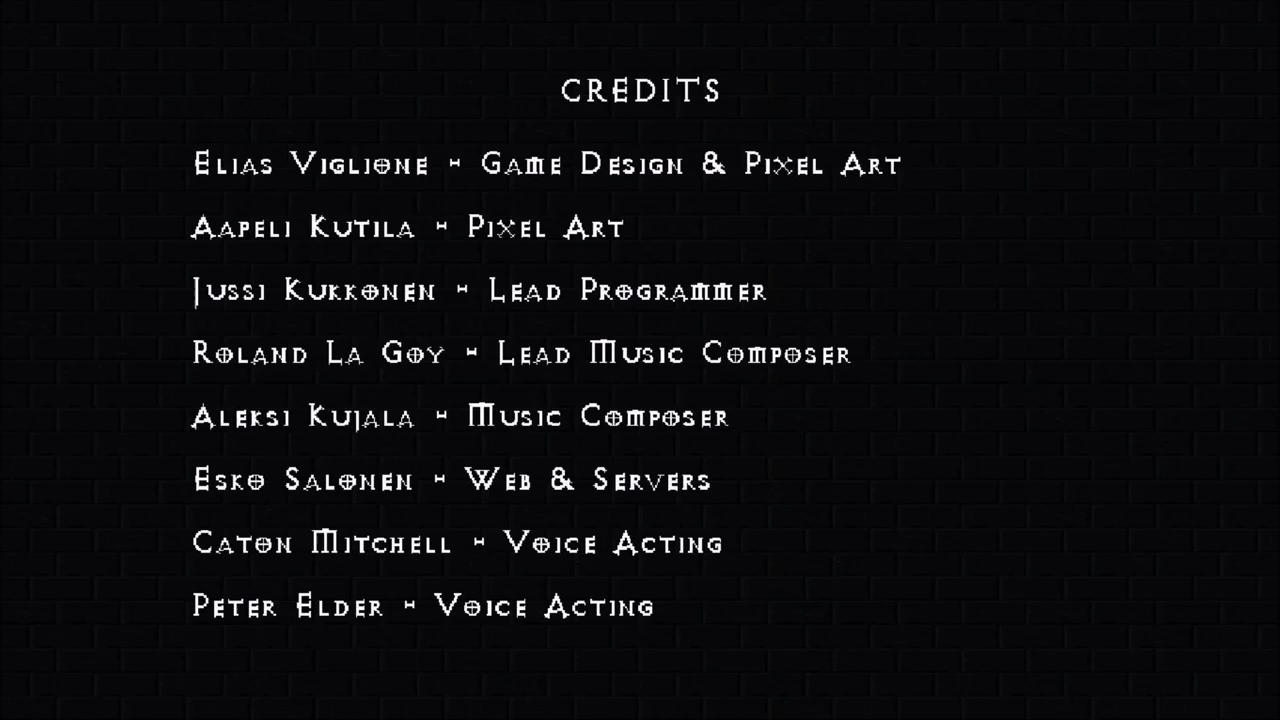 CREDITS
Elias Viglione - Game Design & Pixel Art
Aapeli Kutila - Pixel Art
Jussi Kukkonen - Lead Programmer
Roland La Goy - Lead Music Composer
Aleksi Kujala - Music Composer
Esko Salonen - Web & Servers
Caton Mitchell - Voice Acting
Peter Elder - Voice Acting